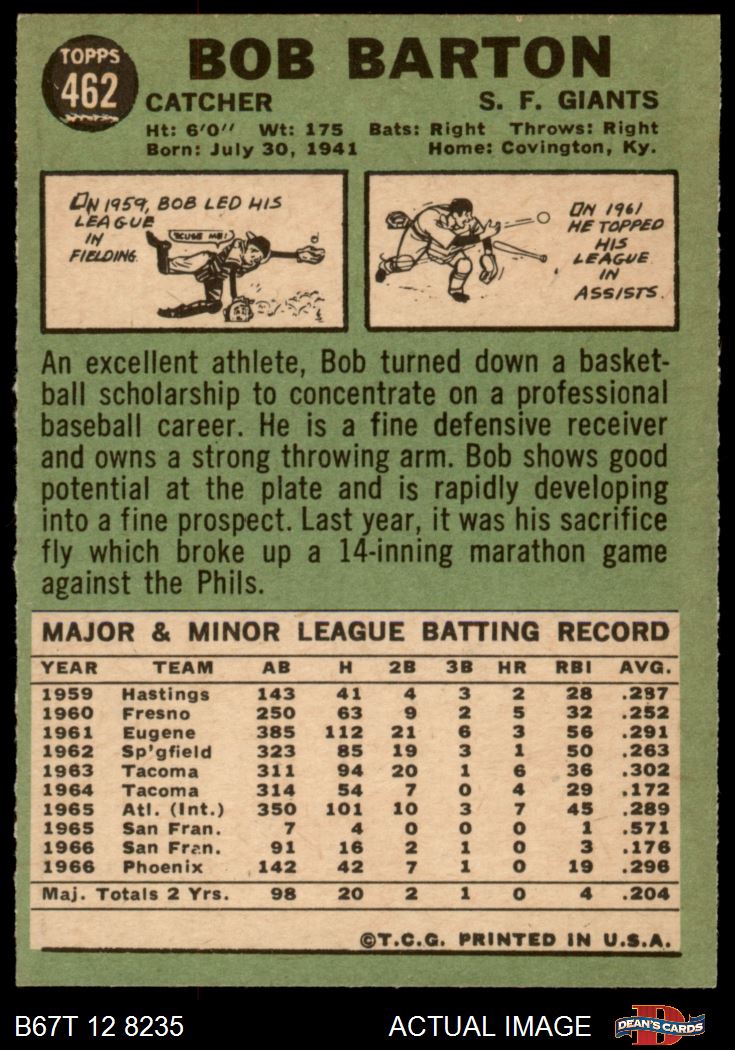 TOPPS
462
BOB BARTON
CATCHER S. F. GIANTS
Ht: 6'0" Wt: 175 Bats: Right Throws: Right
Born: July 30, 1941 Home: Covington, Ky.
IN 1959, BOB LED HIS
LEAGUE
IN
FIELDING.
'SCUSE ME!
IN 1961
HE TOPPED
HIS
LEAGUE
IN
ASSISTS.
An excellent athlete, Bob turned down a basket-
ball scholarship to concentrate on a professional
baseball career. He is a fine defensive receiver
and owns a strong throwing arm. Bob shows good
potential at the plate and is rapidly developing
into a fine prospect. Last year, it was his sacrifice
fly which broke up a 14-inning marathon game
against the Phils.
MAJOR & MINOR LEAGUE BATTING RECORD
YEAR TEAM AB H 2B 3B HR RBI AVG.
1959 Hastings 143 41 4 3 2 28 .287
1960 Fresno 250 63 9 2 5 32 .252
1961 Eugene 385 112 21 6 3 56 .291
1962 Sp'gfield 323 85 19 3 1 50 .263
1963 Tacoma 311 94 20 1 6 36 .302
1964 Tacoma 314 54 7 0 4 29 .172
1965 Atl. (Int.) 350 101 10 3 7 45 .289
1965 San Fran. 7 4 0 0 0 1 .571
1966 San Fran. 91 16 2 1 0 3 .176
1966 Phoenix 142 42 7 1 0 19 .296
Maj. Totals 2 Yrs. 98 20 2 1 0 4 .204
©T.C.G. PRINTED IN U.S.A.
B67T 12 8235 ACTUAL IMAGE DEAN'S CARDS